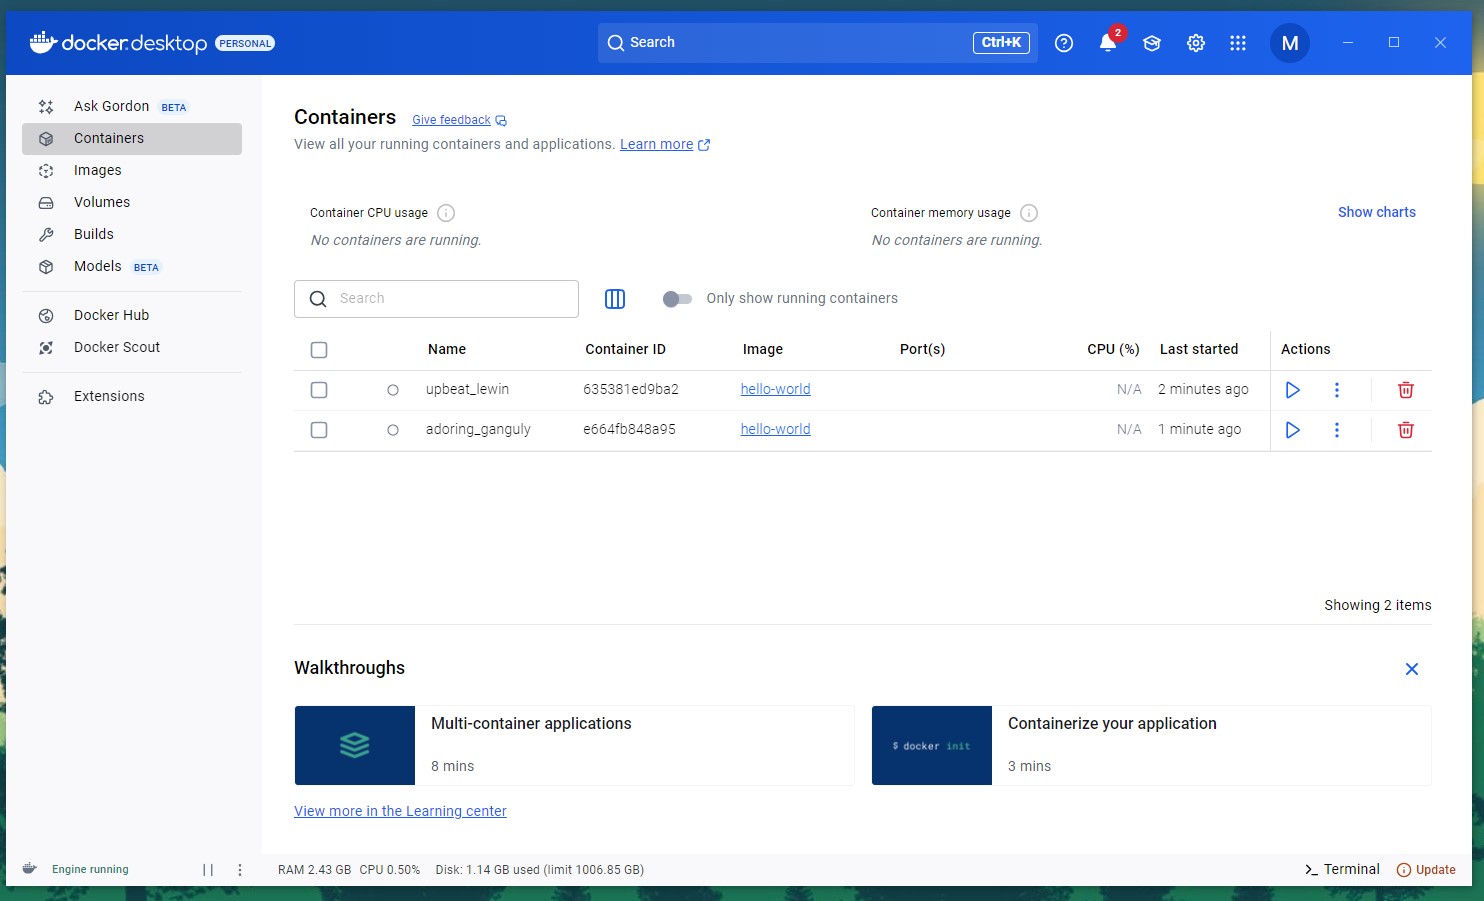 docker.desktop PERSONAL
Search Ctrl+K
2
M
Ask Gordon BETA
Containers
Images
Volumes
Builds
Models BETA
Docker Hub
Docker Scout
Extensions
Containers Give feedback
View all your running containers and applications. Learn more
Container CPU usage
No containers are running.
Container memory usage
No containers are running.
Show charts
Search
Only show running containers
Name Container ID Image Port(s) CPU (%) Last started Actions
upbeat_lewin 635381ed9ba2 hello-world N/A 2 minutes ago
adoring_ganguly e664fb848a95 hello-world N/A 1 minute ago
Showing 2 items
Walkthroughs
Multi-container applications
8 mins
$ docker init
Containerize your application
3 mins
View more in the Learning center
Engine running
RAM 2.43 GB CPU 0.50% Disk: 1.14 GB used (limit 1006.85 GB)
Terminal
Update